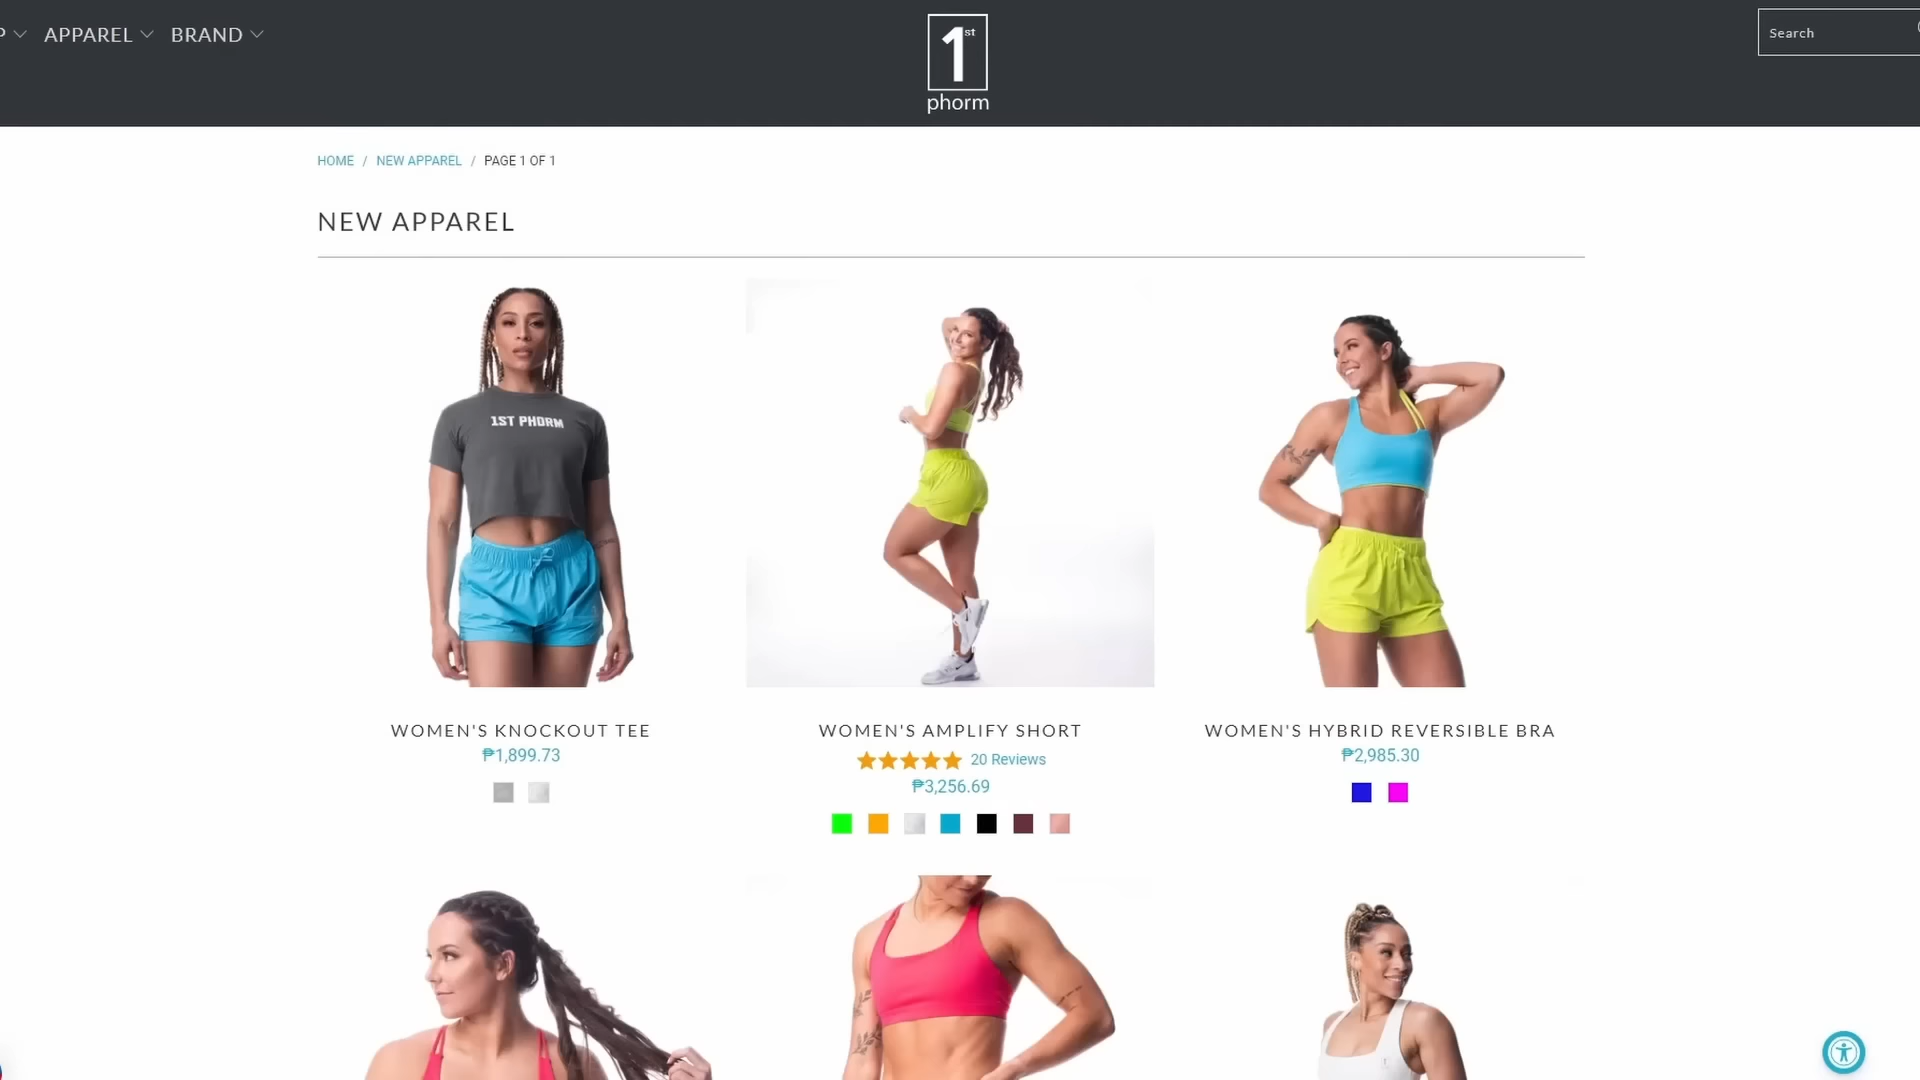 APPAREL
BRAND
1st
phorm
Search
HOME / NEW APPAREL / PAGE 1 OF 1
NEW APPAREL
1ST PHORM
WOMEN'S KNOCKOUT TEE
₱1,899.73
WOMEN'S AMPLIFY SHORT
20 Reviews
₱3,256.69
WOMEN'S HYBRID REVERSIBLE BRA
₱2,985.30